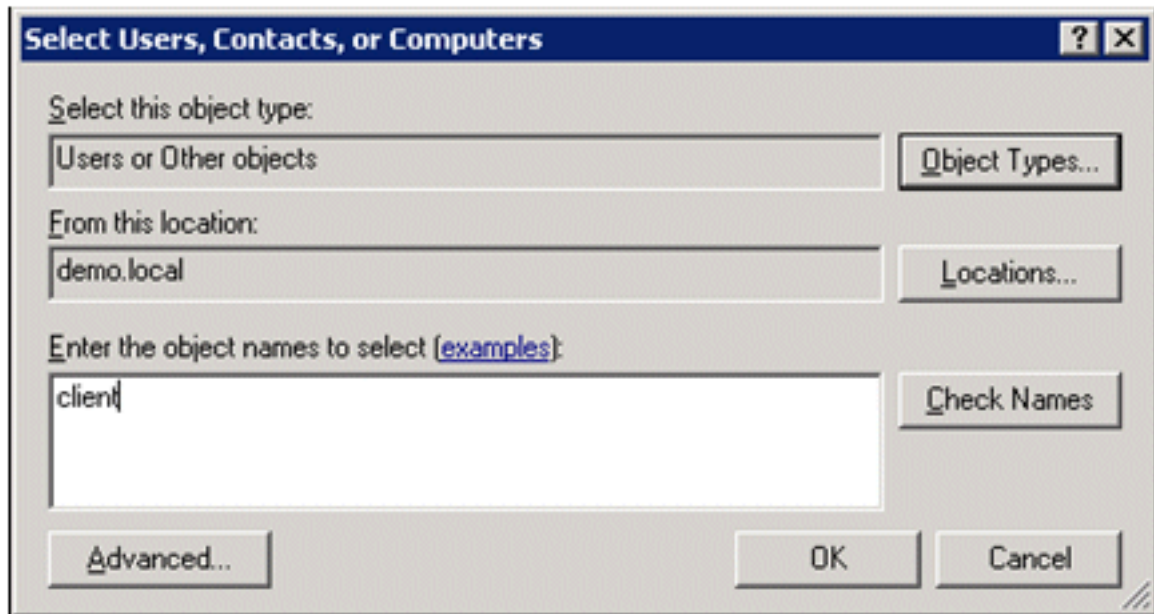 Select Users, Contacts, or Computers
Select this object type:
Users or Other objects
Object Types...
From this location:
demo.local
Locations...
Enter the object names to select (examples):
client
Check Names
Advanced...
OK
Cancel